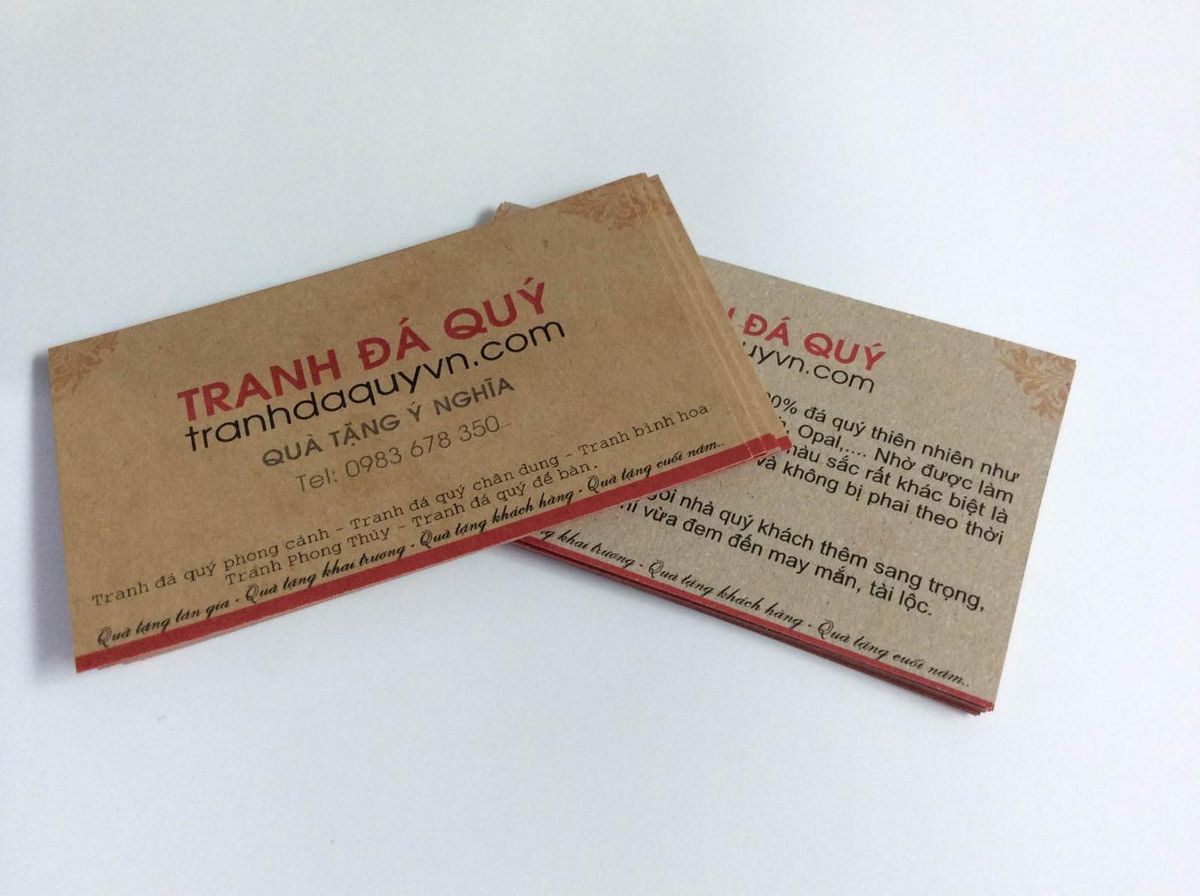 TRANH ĐÁ QUÝ
tranhdaquyvn.com
QUÀ TẶNG Ý NGHĨA
Tel: 0983 678 350
Tranh đá quý phong cảnh - Tranh đá quý chân dung - Tranh bình hoa
Tranh Phong Thủy - Tranh đá quý để bàn.
Quà tặng tân gia - Quà tặng khai trương - Quà tặng khách hàng - Quà tặng cuối năm..
ĐÁ QUÝ
uyvn.com
đá quý thiên nhiên như
Opal,.... Nhờ được làm
màu sắc rất khác biệt là
và không bị phai theo thời
nhà quý khách thêm sang trọng,
vừa đem đến may mắn, tài lộc.
khai trương - Quà tặng khách hàng - Quà tặng cuối năm..